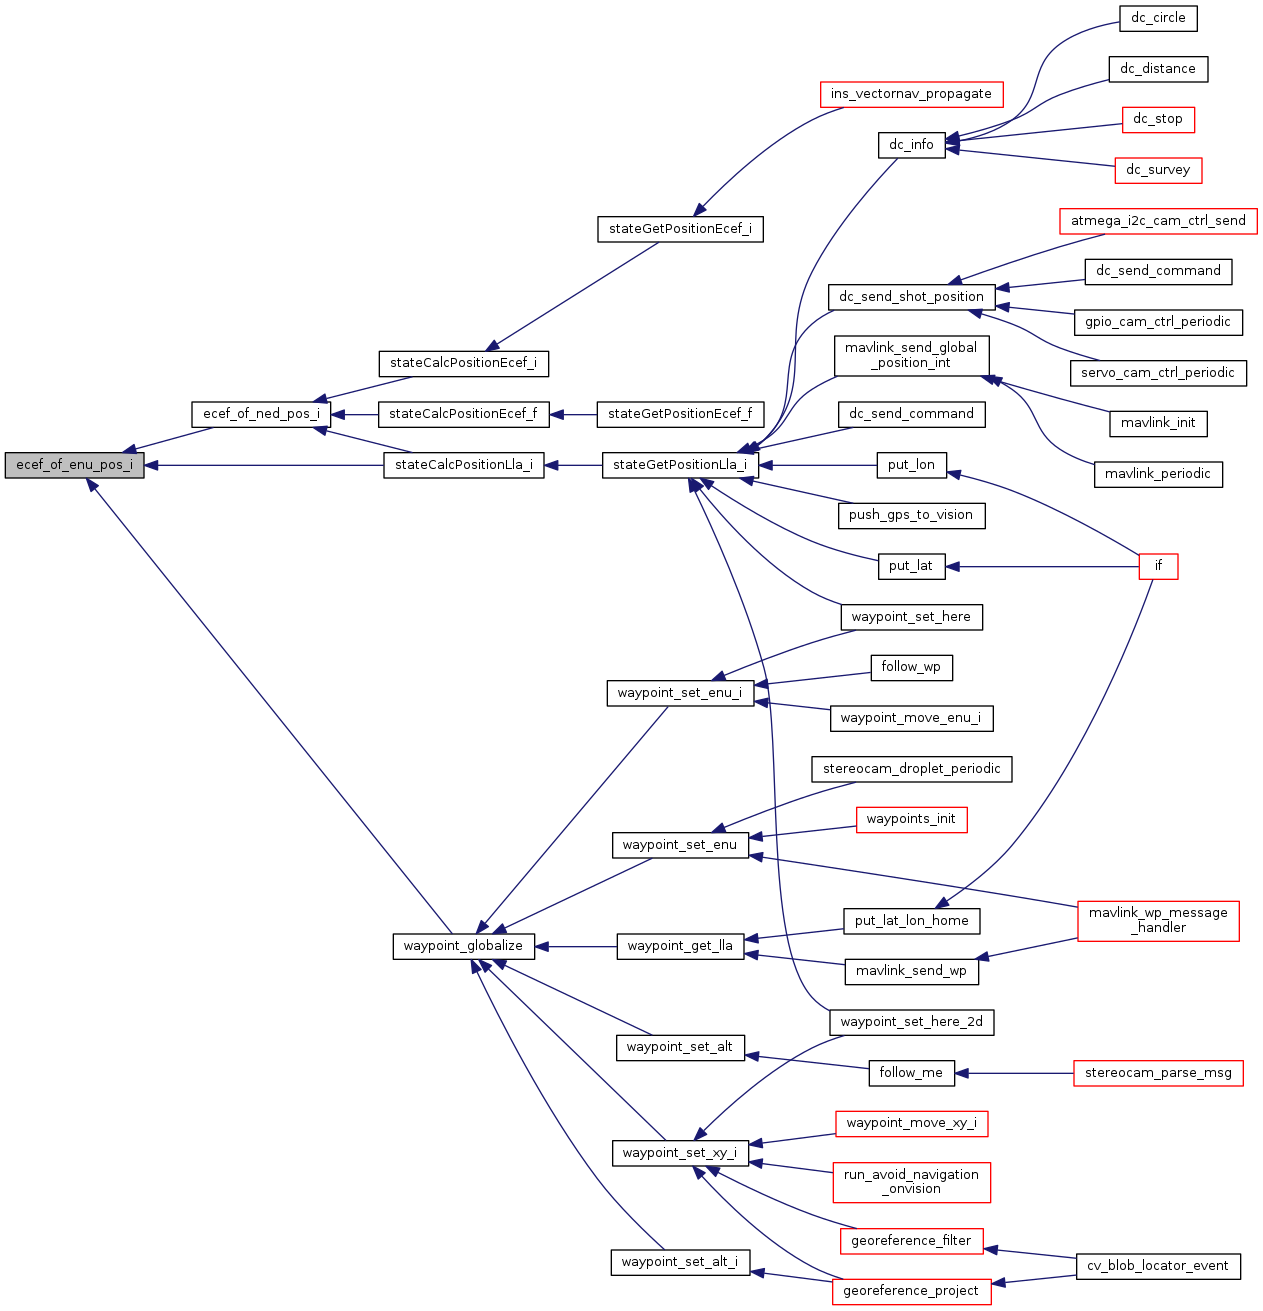 dc_circle
dc_distance
ins_vectornav_propagate
dc_stop
dc_info
dc_survey
atmega_i2c_cam_ctrl_send
stateGetPositionEcef_i
dc_send_command
dc_send_shot_position
gpio_cam_ctrl_periodic
mavlink_send_global
_position_int
stateCalcPositionEcef_i
servo_cam_ctrl_periodic
ecef_of_ned_pos_i
stateCalcPositionEcef_f
stateGetPositionEcef_f
dc_send_command
mavlink_init
ecef_of_enu_pos_i
stateCalcPositionLla_i
stateGetPositionLla_i
put_lon
mavlink_periodic
push_gps_to_vision
put_lat
if
waypoint_set_here
follow_wp
waypoint_set_enu_i
waypoint_move_enu_i
stereocam_droplet_periodic
waypoints_init
waypoint_set_enu
put_lat_lon_home
mavlink_wp_message
_handler
waypoint_globalize
waypoint_get_lla
mavlink_send_wp
waypoint_set_here_2d
waypoint_set_alt
follow_me
stereocam_parse_msg
waypoint_move_xy_i
waypoint_set_xy_i
run_avoid_navigation
_onvision
georeference_filter
waypoint_set_alt_i
cv_blob_locator_event
georeference_project